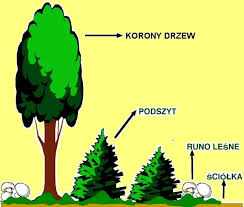 KORONY DRZEW
PODSZYT
RUNO LEŚNE
ŚCIÓŁKA